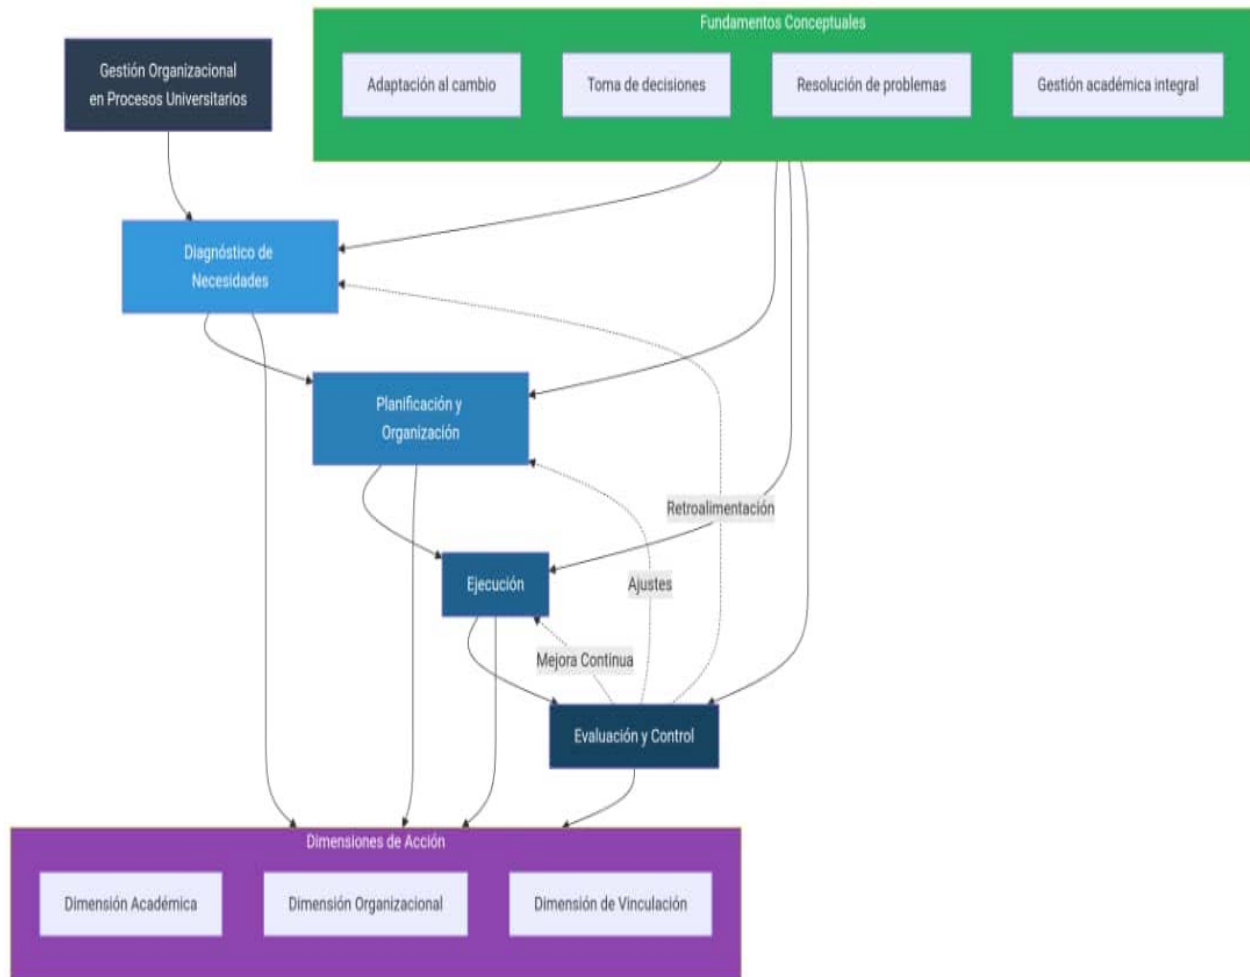 Fundamentos Conceptuales
Gestión Organizacional
en Procesos Universitarios
Adaptación al cambio
Toma de decisiones
Resolución de problemas
Gestión académica integral
Diagnóstico de
Necesidades
Planificación y
Organización
Retroalimentación
Ejecución
Ajustes
Mejora Continua
Evaluación y Control
Dimensiones de Acción
Dimensión Académica
Dimensión Organizacional
Dimensión de Vinculación